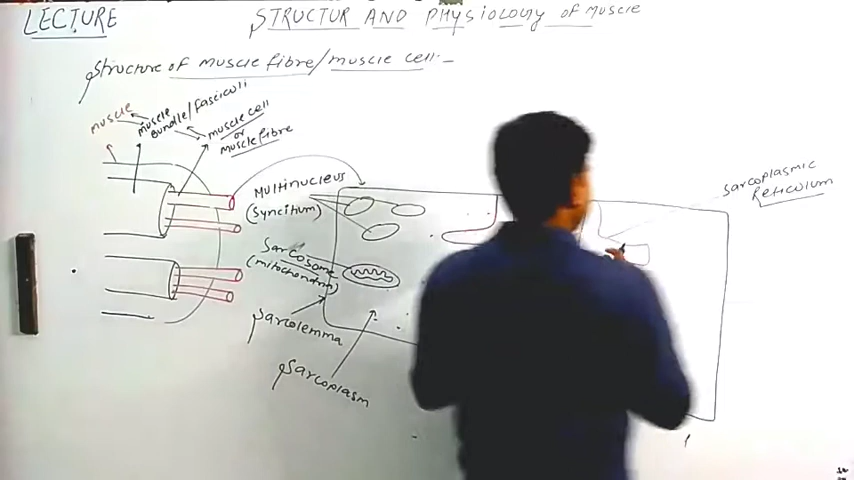 LECTURE
STRUCTUR AND PHYSIOLOGY OF MUSCLE
Structure of muscle fibre/muscle cell:-
muscle
muscle
Bundle/Fasciculi
muscle cell
or
muscle fibre
Multinucleus
(syncitium)
Sarcosome
(mitochondria)
Sarcolemma
Sarcoplasm
Sarcoplasmic
Reticulum